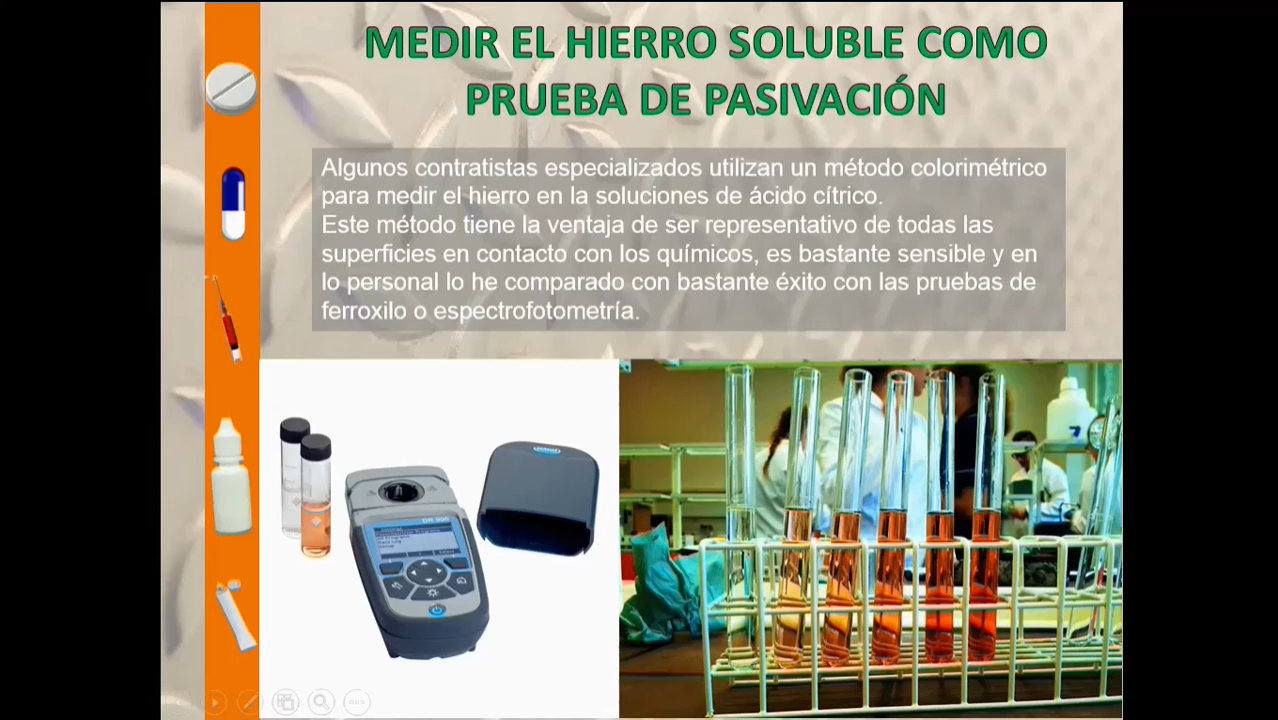 MEDIR EL HIERRO SOLUBLE COMO
PRUEBA DE PASIVACIÓN
Algunos contratistas especializados utilizan un método colorimétrico
para medir el hierro en la soluciones de ácido cítrico.
Este método tiene la ventaja de ser representativo de todas las
superficies en contacto con los químicos, es bastante sensible y en
lo personal lo he comparado con bastante éxito con las pruebas de
ferroxilo o espectrofotometría.
DR 900